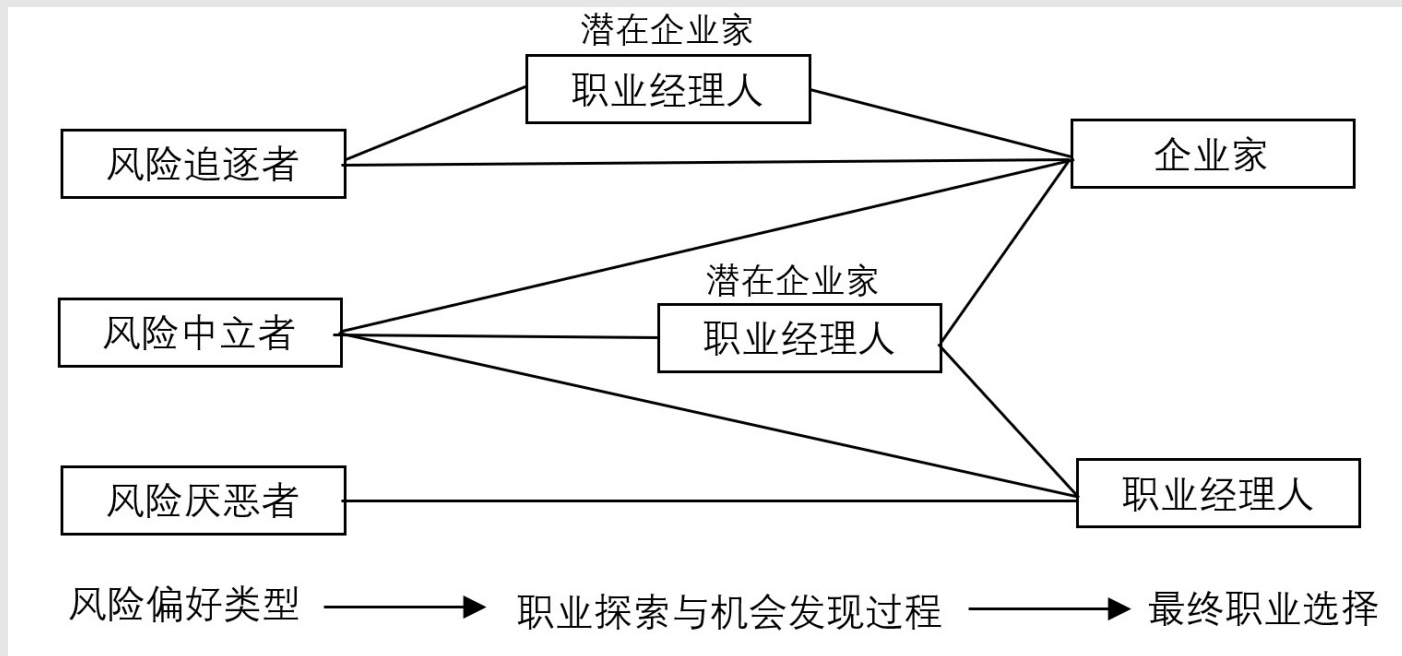 潜在企业家
职业经理人
风险追逐者
企业家
潜在企业家
风险中立者
职业经理人
风险厌恶者
职业经理人
风险偏好类型
职业探索与机会发现过程
最终职业选择